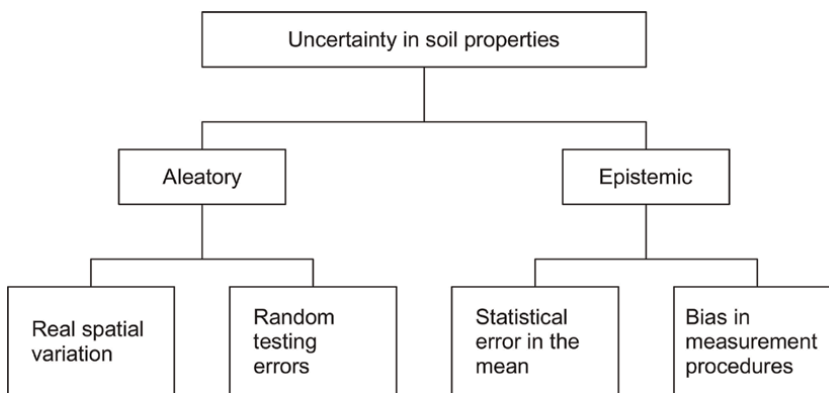 Uncertainty in soil properties
Aleatory
Epistemic
Real spatial
variation
Random
testing
errors
Statistical
error in the
mean
Bias in
measurement
procedures